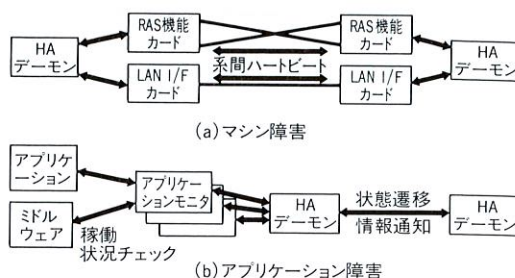 RAS機能
カード
RAS機能
カード
HA
デーモン
系間ハートビート
HA
デーモン
LAN I/F
カード
LAN I/F
カード
(a)マシン障害
アプリケ
ーション
アプリケー
ションモニタ
ミドル
ウェア
稼働
状況チェック
HA
デーモン
状態遷移
情報通知
HA
デーモン
(b)アプリケーション障害